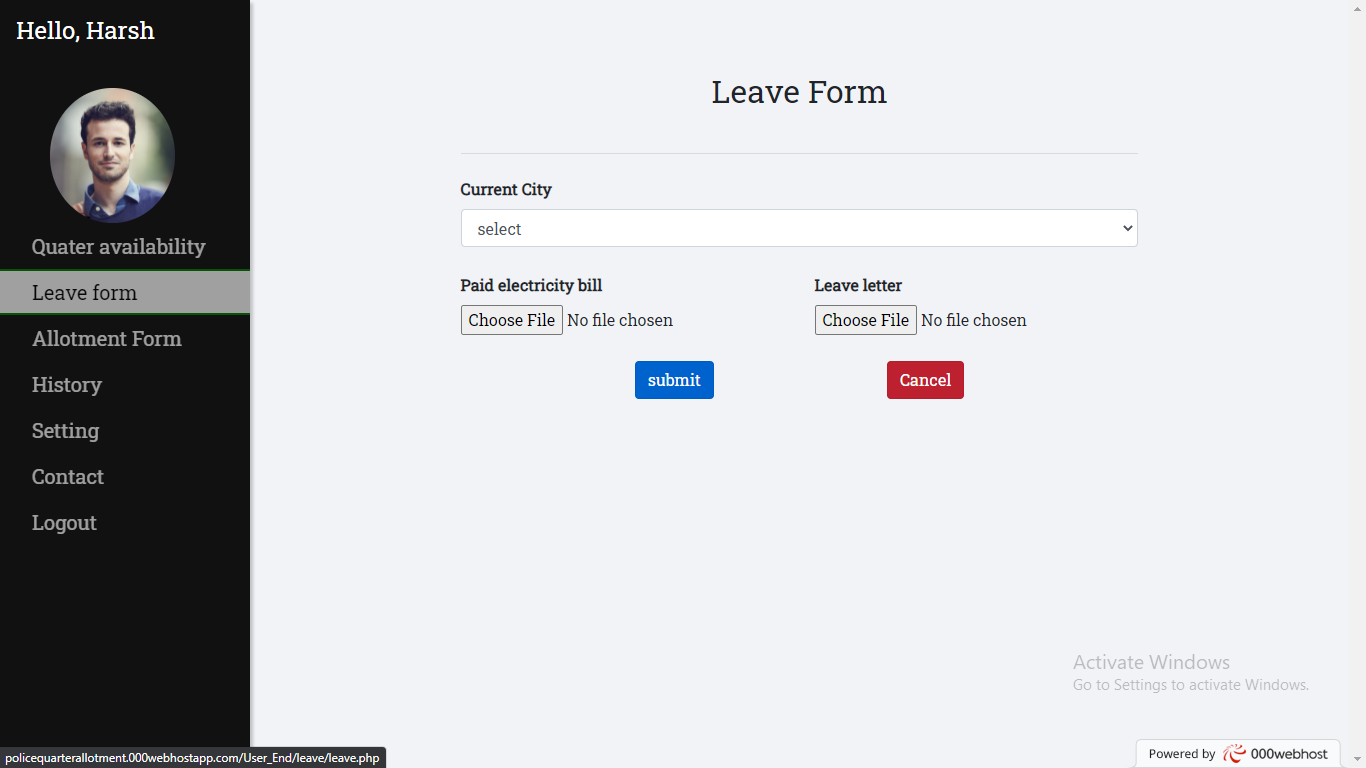 Hello, Harsh
Quater availability
Leave form
Allotment Form
History
Setting
Contact
Logout
Leave Form
Current City
select
Paid electricity bill
Leave letter
Choose File No file chosen
Choose File No file chosen
submit
Cancel
Activate Windows
Go to Settings to activate Windows.
policequarterallotment.000webhostapp.com/User_End/leave/leave.php
Powered by 000webhost